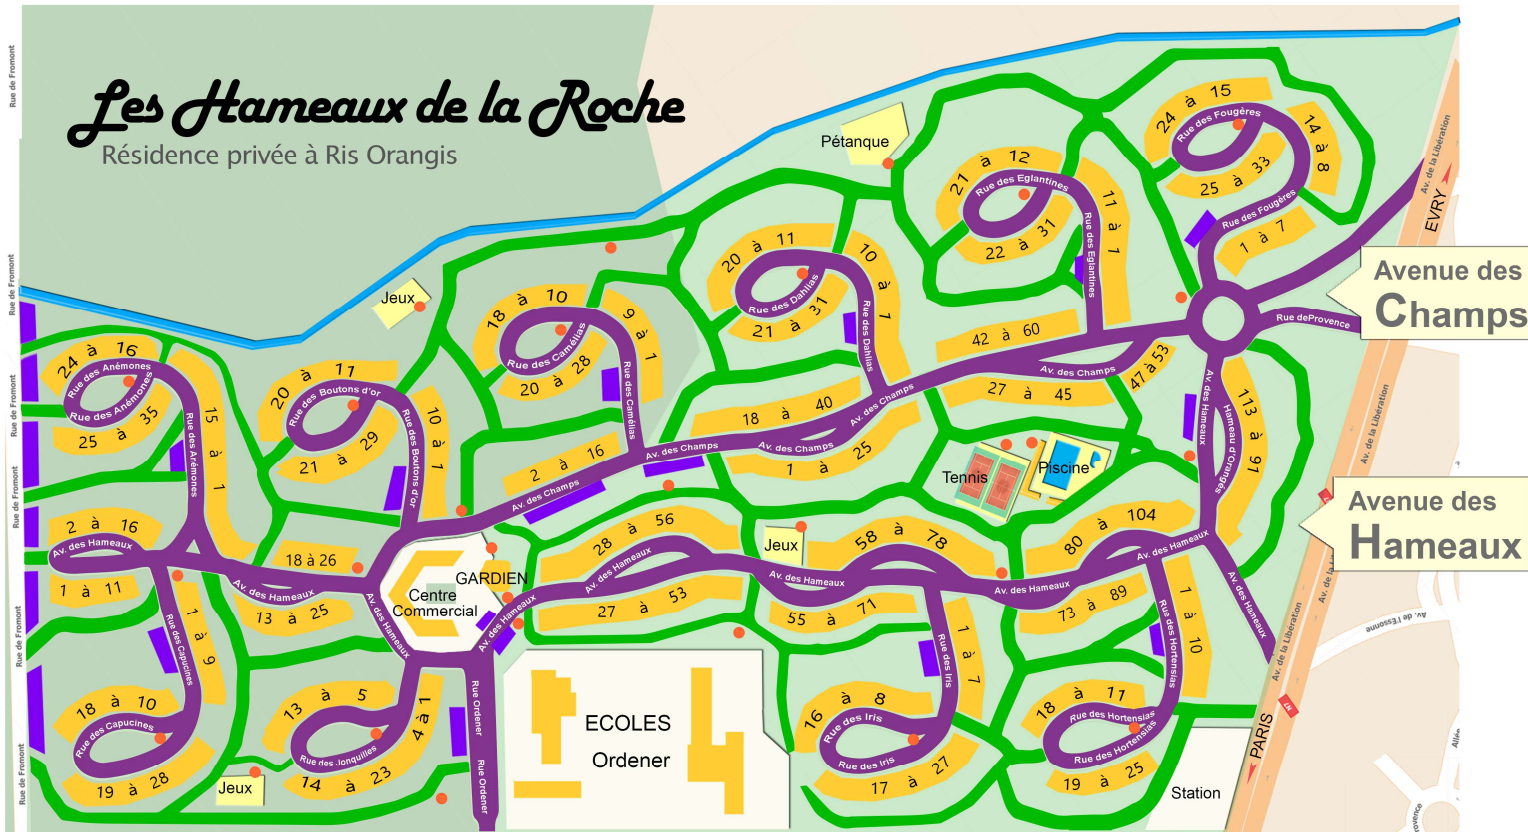 Les Hameaux de la Roche
Résidence privée à Ris Orangis
Rue de Fromont
Rue de Fromont
Rue de Fromont
Rue de Fromont
Rue de Fromont
Rue de Fromont
Pétanque
Jeux
24 à 15
Rue des Fougères
14 à 8
25 à 33
Rue des Fougères
1 à 7
21 à 12
Rue des Eglantines
11 à 1
22 à 31
Rue des Eglantines
Av. de la Libération
EVRY
Avenue des
Champs
Rue deProvence
20 à 11
10 à 1
Rue des Dahlias
21 à 31
Rue des Dahlias
18 à 10
9 à 1
Rue des Camélias
20 à 28
Rue des Camélias
42 à 60
Av. des Champs
47 à 53
27 à 45
Av. des Champs
18 à 40
Av. des Champs
Av. des Champs
1 à 25
24 à 16
Rue des Anémones
Rue des Anémones
25 à 35
Rue des Anémones
15 à 1
20 à 11
Rue des Boutons d'or
10 à 1
21 à 29
Rue des Boutons d'or
2 à 16
Av. des Champs
Av. des Hameaux
113 à 91
Hameau d'Orangés
Av. de la Libération
Tennis
Piscine
Avenue des
Hameaux
2 à 16
Av. des Hameaux
1 à 11
18 à 26
Av. des Hameaux
13 à 25
GARDIEN
Centre
Commercial
Av. des Hameaux
Av. des Hameaux
28 à 56
Av. des Hameaux
27 à 53
Jeux
58 à 78
Av. des Hameaux
55 à 71
Av. des Hameaux
80 à 104
Av. des Hameaux
73 à 89
Av. des Hameaux
Av. de la Libération
Av. de l'Essonne
1 à 9
Rue des Capucines
18 à 10
Rue des Capucines
19 à 28
13 à 5
4 à 1
Rue des Jonquilles
14 à 23
Jeux
Rue Ordener
Rue Ordener
ECOLES
Ordener
1 à 7
Rue des Iris
16 à 8
Rue des Iris
Rue des Iris
17 à 27
1 à 10
Rue des Hortensias
18 à 11
Rue des Hortensias
Rue des Hortensias
19 à 25
Station
PARIS
N7